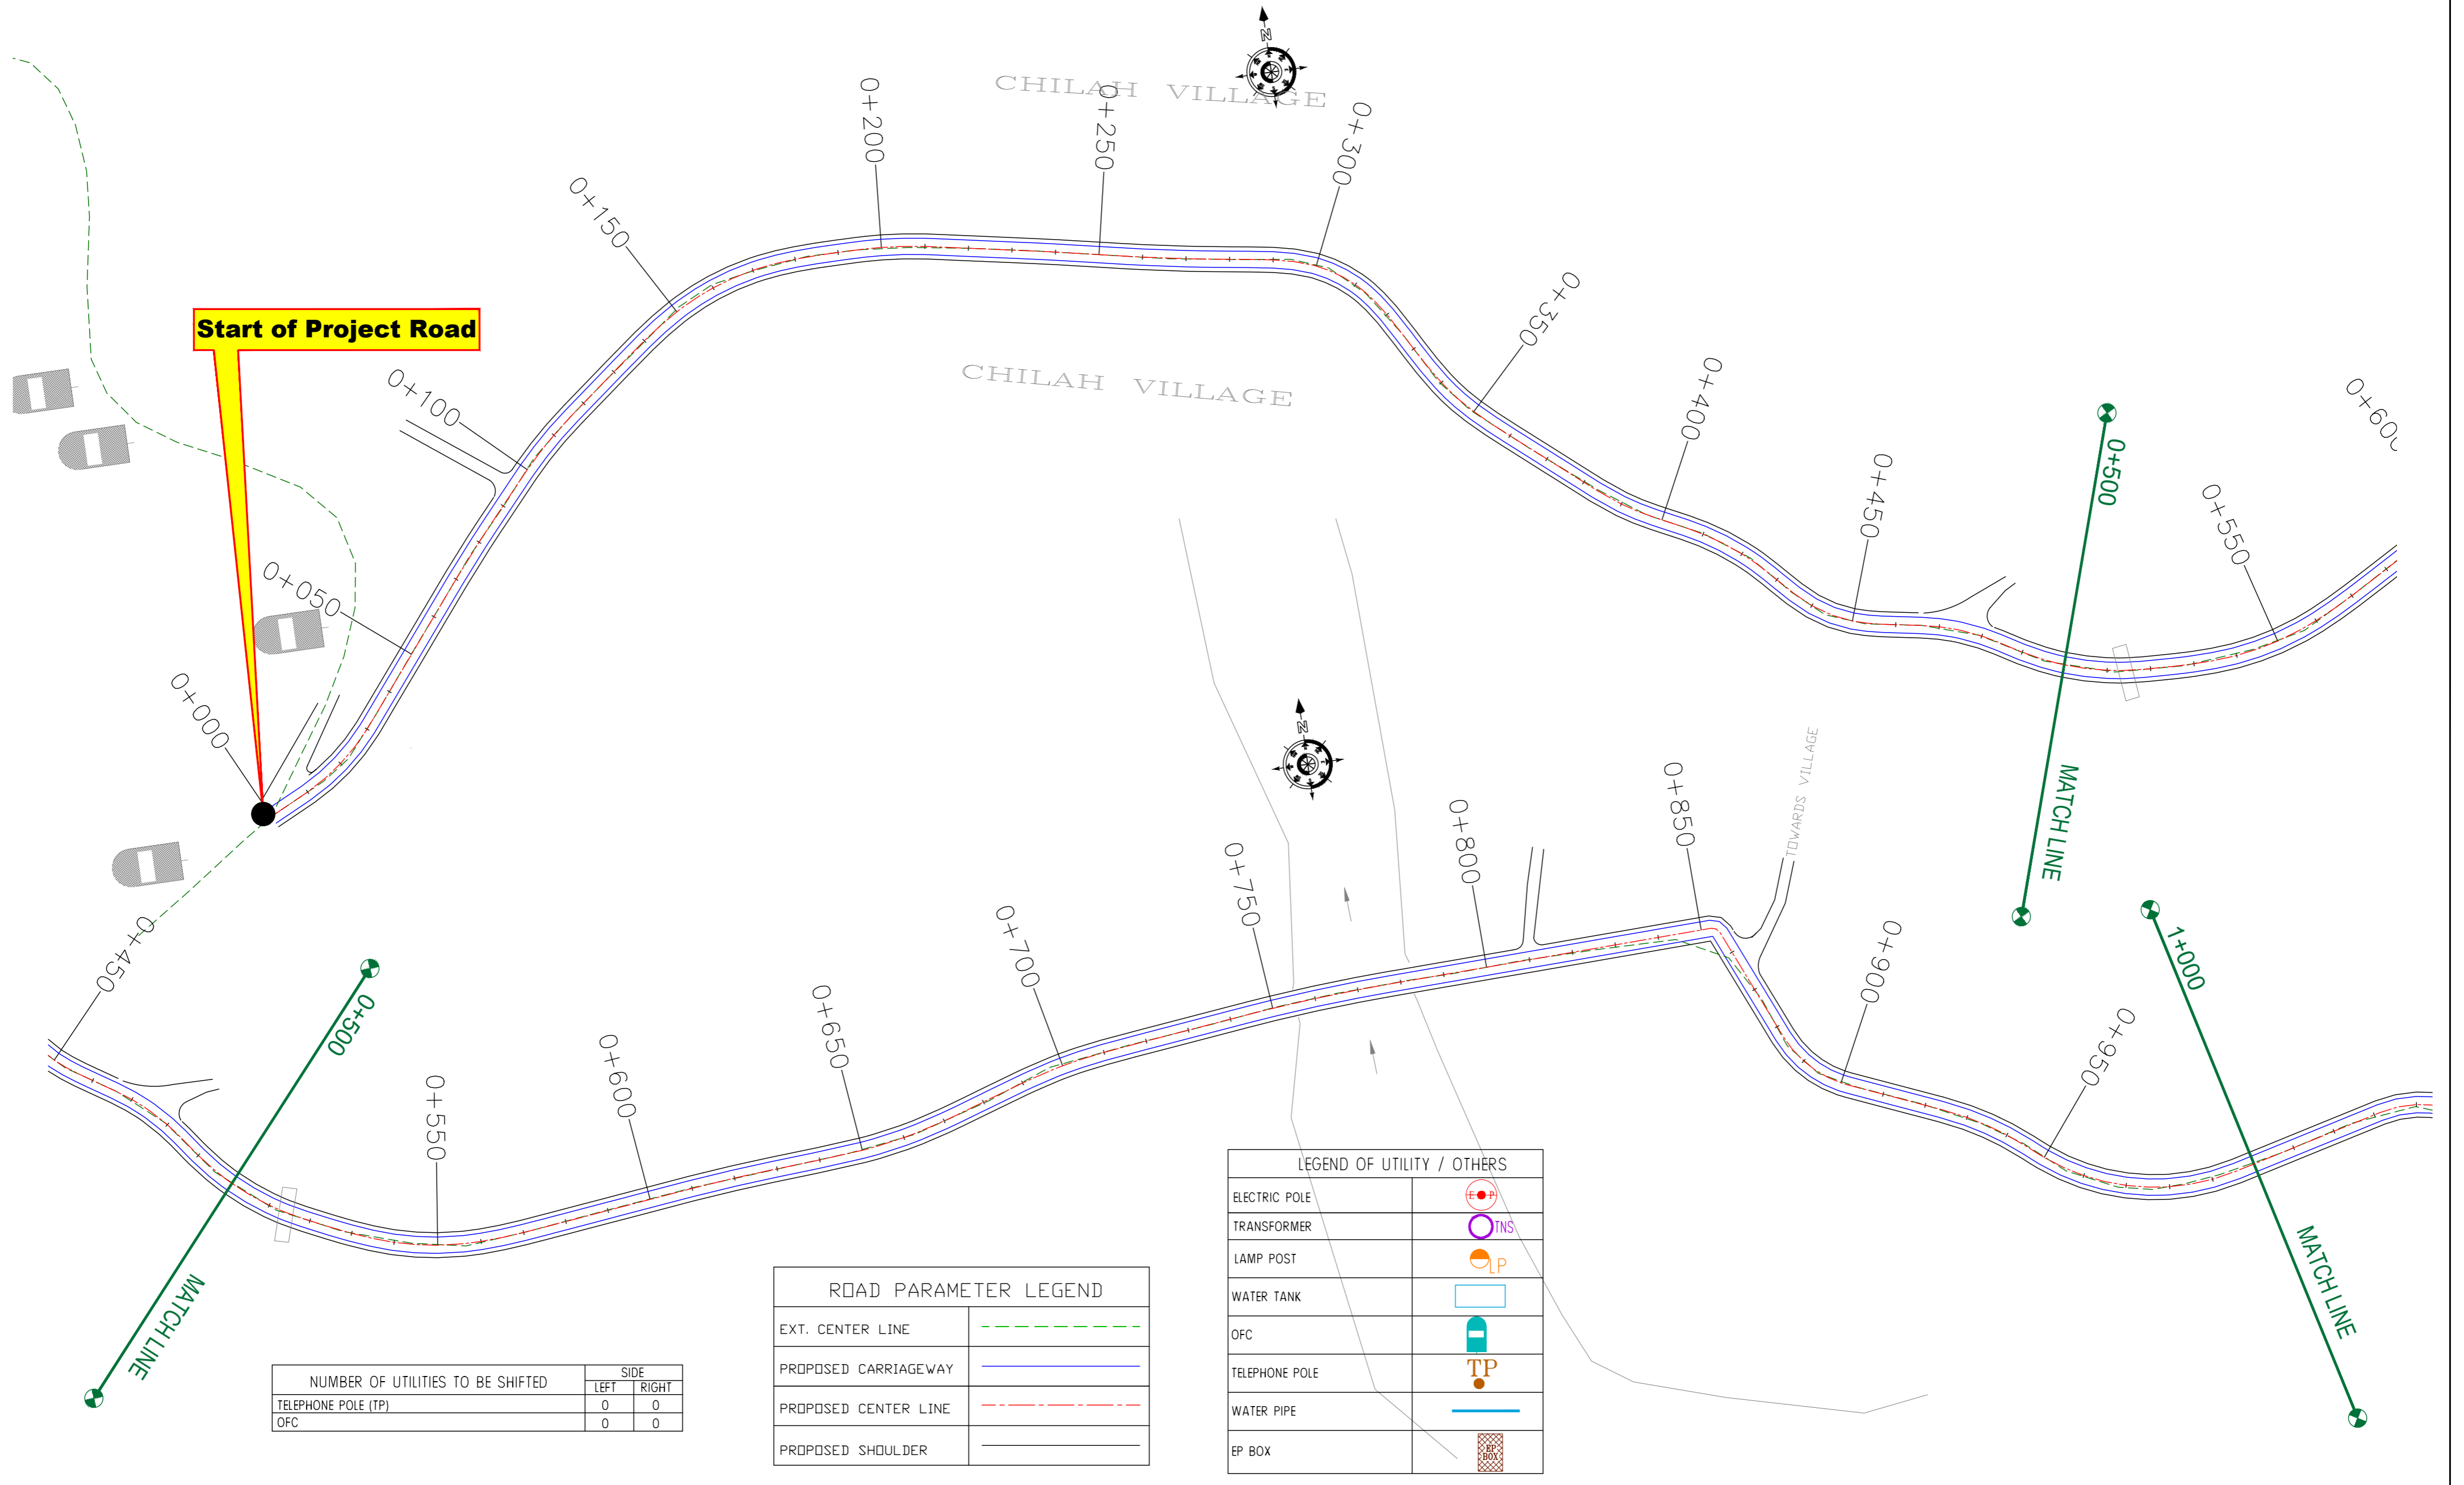 N
CHILAH VILLAGE
0+200
0+250
0+300
0+150
0+350
Start of Project Road
0+100
CHILAH VILLAGE
0+400
0+600
0+450
0+500
0+550
0+050
0+000
N
TOWARDS VILLAGE
MATCH LINE
0+850
0+800
0+750
0+700
0+450
0+900
1+000
0+500
0+650
0+600
0+550
0+950
MATCH LINE
MATCH LINE
NUMBER OF UTILITIES TO BE SHIFTED SIDE
LEFT RIGHT
TELEPHONE POLE (TP) 0 0
OFC 0 0
ROAD PARAMETER LEGEND
EXT. CENTER LINE
PROPOSED CARRIAGEWAY
PROPOSED CENTER LINE
PROPOSED SHOULDER
LEGEND OF UTILITY / OTHERS
ELECTRIC POLE E P
TRANSFORMER TNS
LAMP POST LP
WATER TANK
OFC
TELEPHONE POLE TP
WATER PIPE
EP BOX EP
BOX